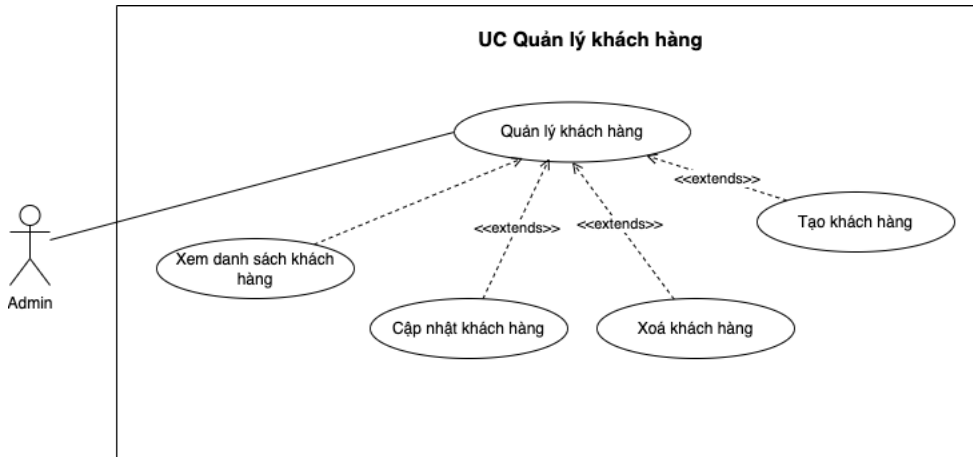 UC Quản lý khách hàng
Quản lý khách hàng
<<extends>>
Tạo khách hàng
<<extends>>
<<extends>>
Xem danh sách khách
hàng
Admin
Cập nhật khách hàng
Xoá khách hàng